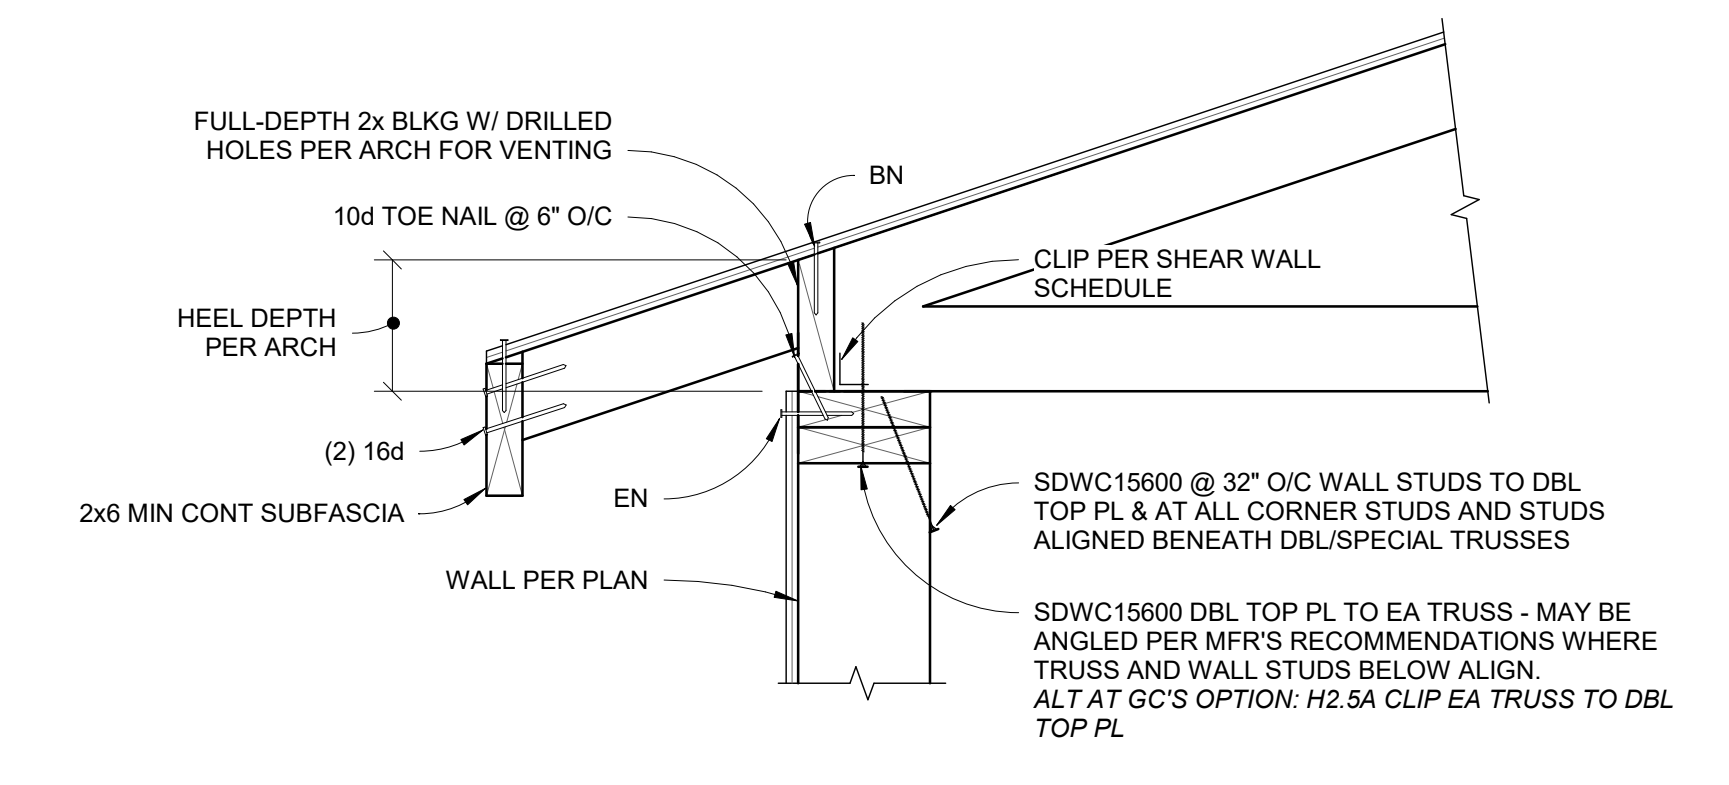 FULL-DEPTH 2x BLKG W/ DRILLED
HOLES PER ARCH FOR VENTING
BN
10d TOE NAIL @ 6" O/C
CLIP PER SHEAR WALL
SCHEDULE
HEEL DEPTH
PER ARCH
(2) 16d
2x6 MIN CONT SUBFASCIA
EN
WALL PER PLAN
SDWC15600 @ 32" O/C WALL STUDS TO DBL
TOP PL & AT ALL CORNER STUDS AND STUDS
ALIGNED BENEATH DBL/SPECIAL TRUSSES
SDWC15600 DBL TOP PL TO EA TRUSS - MAY BE
ANGLED PER MFR'S RECOMMENDATIONS WHERE
TRUSS AND WALL STUDS BELOW ALIGN.
ALT AT GC'S OPTION: H2.5A CLIP EA TRUSS TO DBL
TOP PL